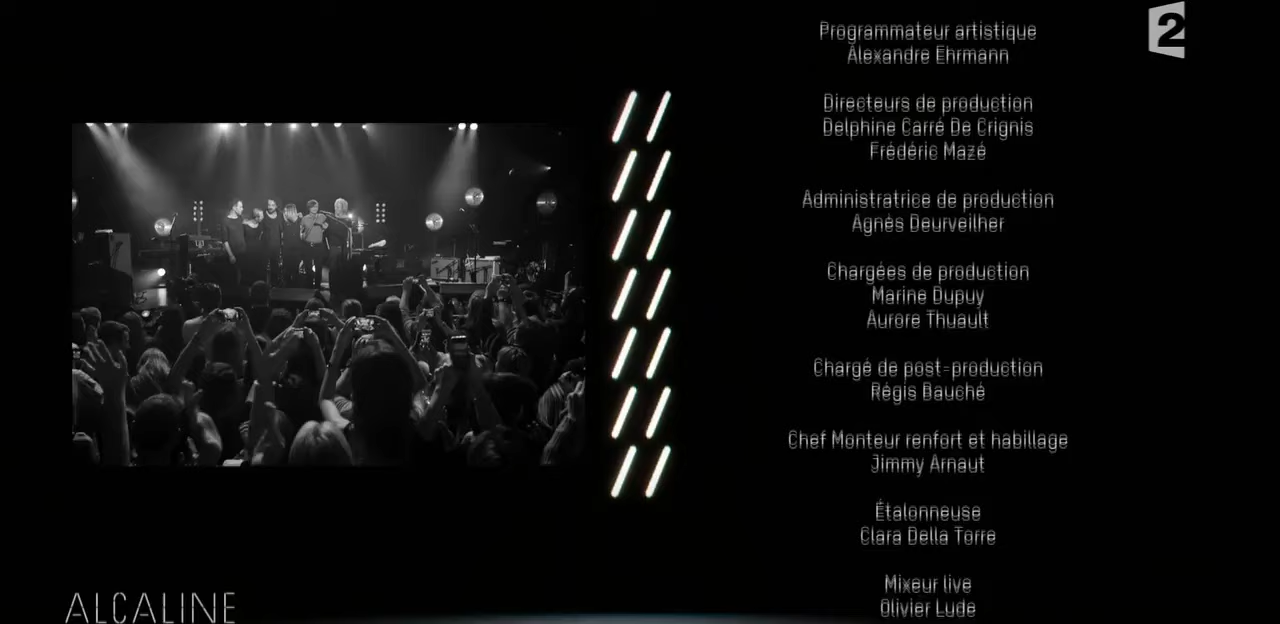 2
Programmateur artistique
Alexandre Ehrmann
Directeurs de production
Delphine Carré De Crignis
Frédéric Mazé
Administratrice de production
Agnès Deurveilher
Chargées de production
Marine Dupuy
Aurore Thuault
Chargé de post-production
Régis Bauché
Chef Monteur renfort et habillage
Jimmy Arnaut
Étalonneuse
Clara Della Torre
Mixeur live
Olivier Lude
ALCALINE